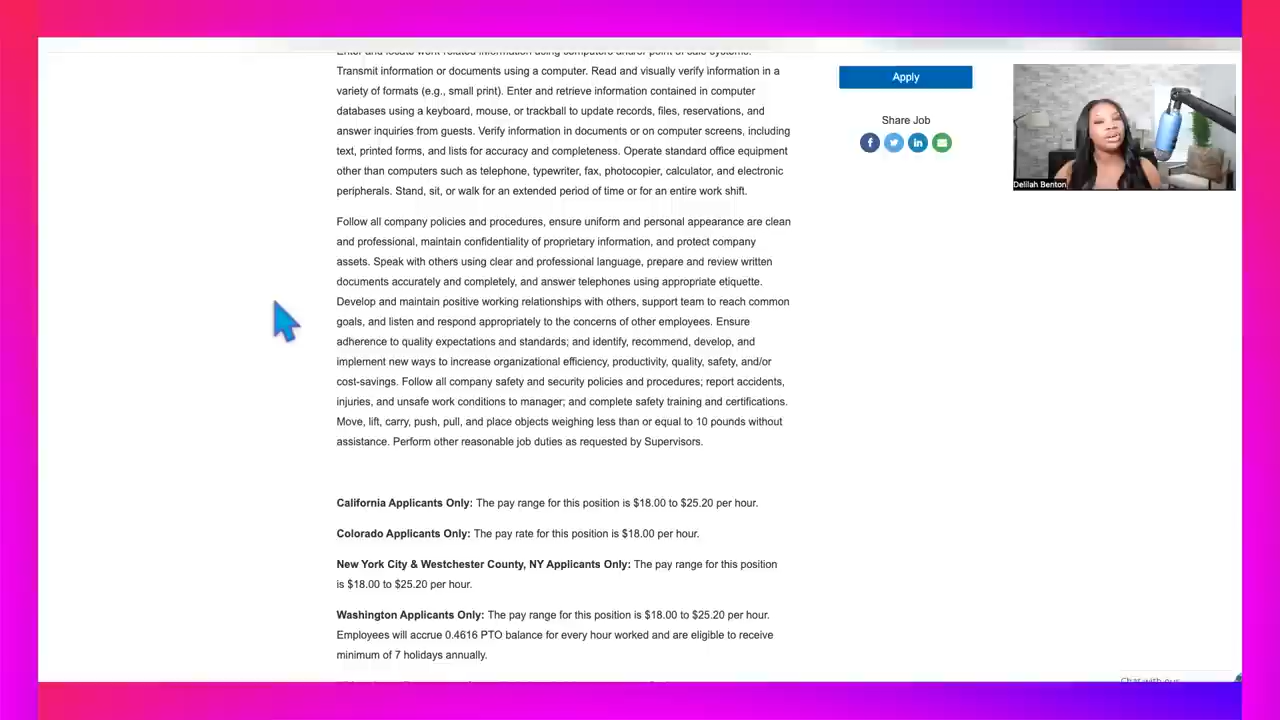 Enter and locate work-related information using computers and/or point of sale systems.
Transmit information or documents using a computer. Read and visually verify information in a
variety of formats (e.g., small print). Enter and retrieve information contained in computer
databases using a keyboard, mouse, or trackball to update records, files, reservations, and
answer inquiries from guests. Verify information in documents or on computer screens, including
text, printed forms, and lists for accuracy and completeness. Operate standard office equipment
other than computers such as telephone, typewriter, fax, photocopier, calculator, and electronic
peripherals. Stand, sit, or walk for an extended period of time or for an entire work shift.
Follow all company policies and procedures, ensure uniform and personal appearance are clean
and professional, maintain confidentiality of proprietary information, and protect company
assets. Speak with others using clear and professional language, prepare and review written
documents accurately and completely, and answer telephones using appropriate etiquette.
Develop and maintain positive working relationships with others, support team to reach common
goals, and listen and respond appropriately to the concerns of other employees. Ensure
adherence to quality expectations and standards; and identify, recommend, develop, and
implement new ways to increase organizational efficiency, productivity, quality, safety, and/or
cost-savings. Follow all company safety and security policies and procedures; report accidents,
injuries, and unsafe work conditions to manager; and complete safety training and certifications.
Move, lift, carry, push, pull, and place objects weighing less than or equal to 10 pounds without
assistance. Perform other reasonable job duties as requested by Supervisors.
California Applicants Only: The pay range for this position is $18.00 to $25.20 per hour.
Colorado Applicants Only: The pay rate for this position is $18.00 per hour.
New York City & Westchester County, NY Applicants Only: The pay range for this position
is $18.00 to $25.20 per hour.
Washington Applicants Only: The pay range for this position is $18.00 to $25.20 per hour.
Employees will accrue 0.4616 PTO balance for every hour worked and are eligible to receive
minimum of 7 holidays annually.
Apply
Share Job
Delilah Benton
Chat with our